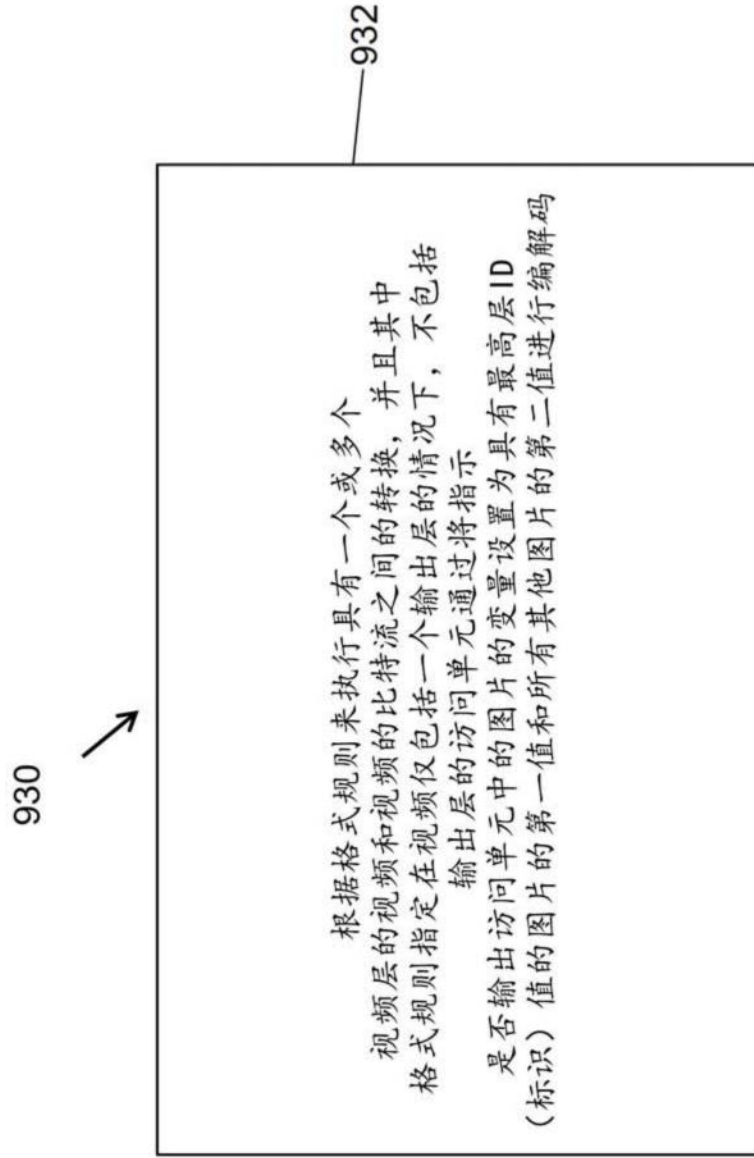 930
932
根据格式规则来执行具有一个或多个
视频层的视频和视频的比特流之间的转换，并且其中
格式规则指定在视频仅包括一个输出层的情况下，不包括
输出层的访问单元通过将指示
是否输出访问单元中的图片的变量设置为具有最高层ID
（标识）值的图片的第一值和所有其他图片的第二值进行编解码